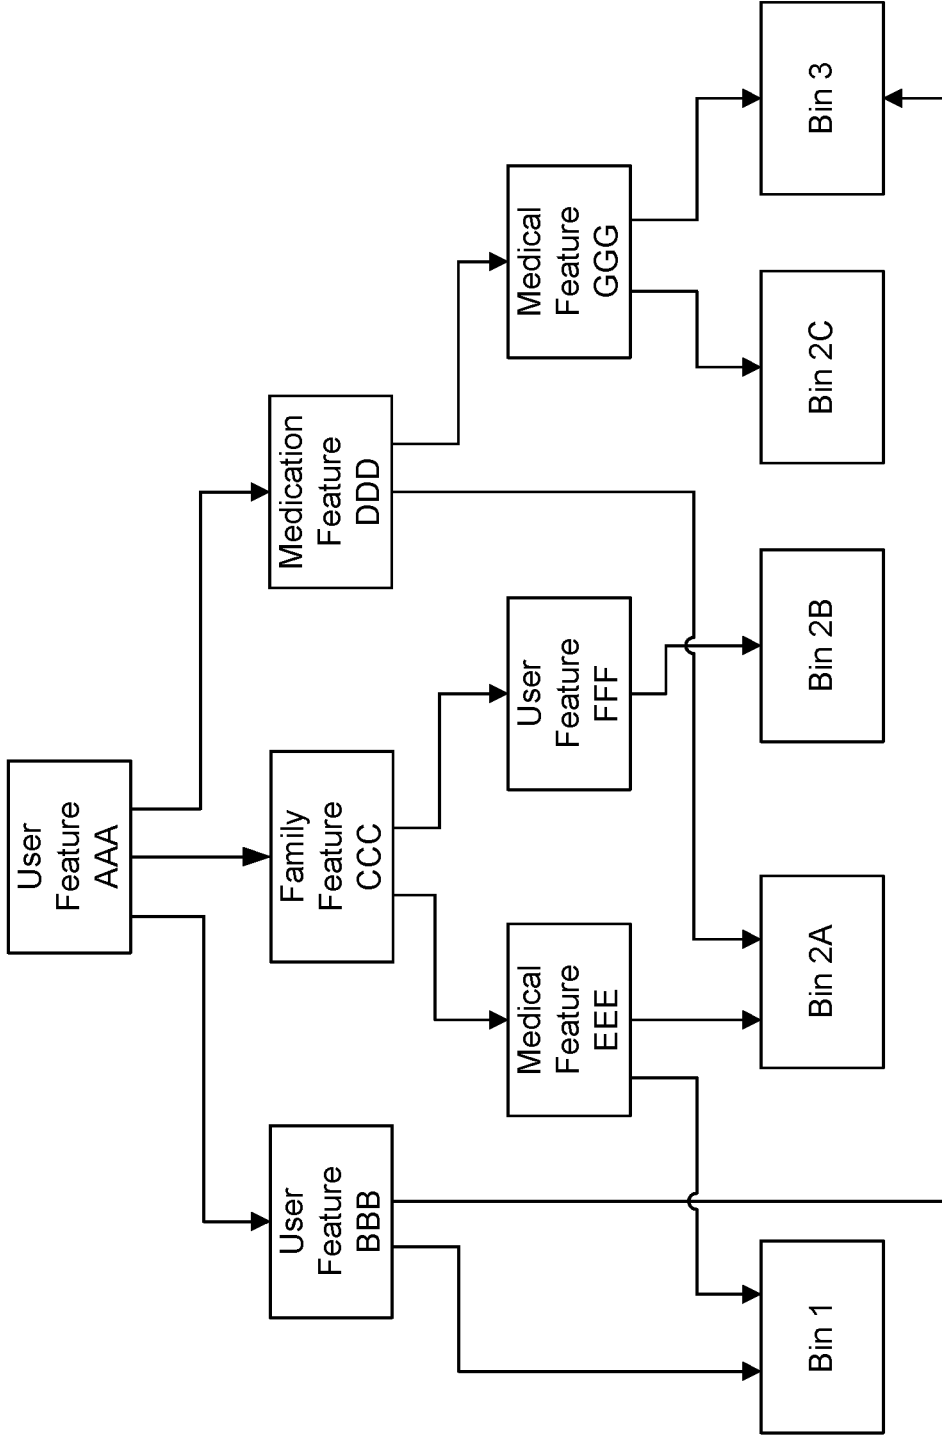 User
Feature
AAA
User
Feature
BBB
Family
Feature
CCC
Medication
Feature
DDD
Medical
Feature
EEE
User
Feature
FFF
Medical
Feature
GGG
Bin 1
Bin 2A
Bin 2B
Bin 2C
Bin 3